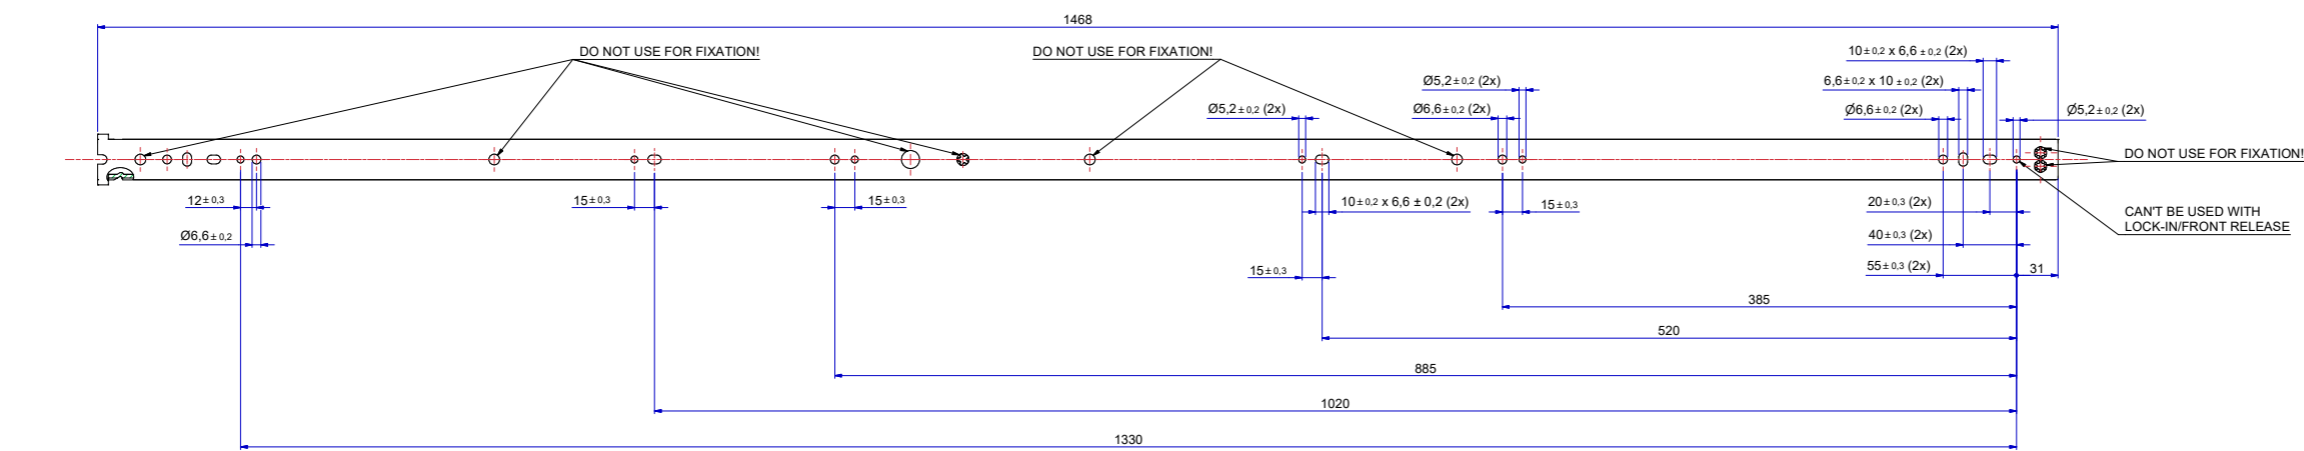 1468
DO NOT USE FOR FIXATION!
DO NOT USE FOR FIXATION!
10±0,2 x 6,6 ±0,2 (2x)
Ø5,2±0,2 (2x)
6,6±0,2 x 10 ±0,2 (2x)
Ø5,2±0,2 (2x)
Ø6,6±0,2 (2x)
Ø6,6±0,2 (2x)
Ø5,2±0,2 (2x)
DO NOT USE FOR FIXATION!
12±0,3
15±0,3
15±0,3
10±0,2 x 6,6 ± 0,2 (2x)
15±0,3
20±0,3 (2x)
CAN'T BE USED WITH
LOCK-IN/FRONT RELEASE
Ø6,6±0,2
40±0,3 (2x)
15±0,3
55±0,3 (2x)
31
385
520
885
1020
1330